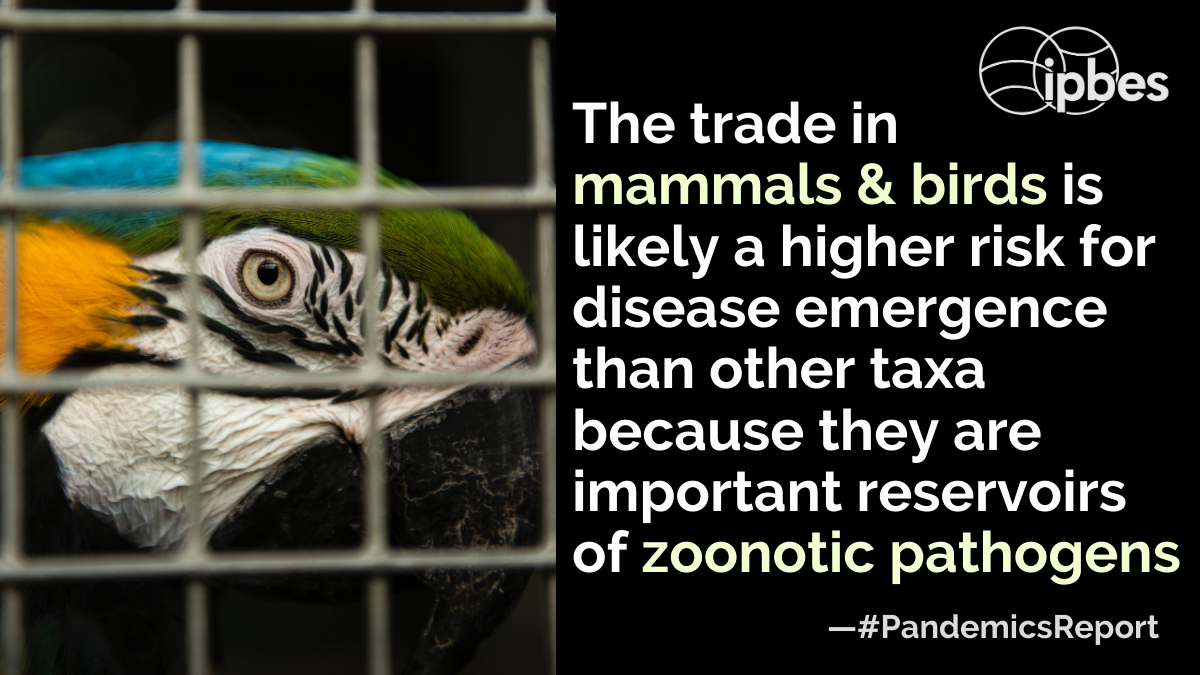 ipbes
The trade in
mammals & birds is
likely a higher risk for
disease emergence
than other taxa
because they are
important reservoirs
of zoonotic pathogens
—#PandemicsReport